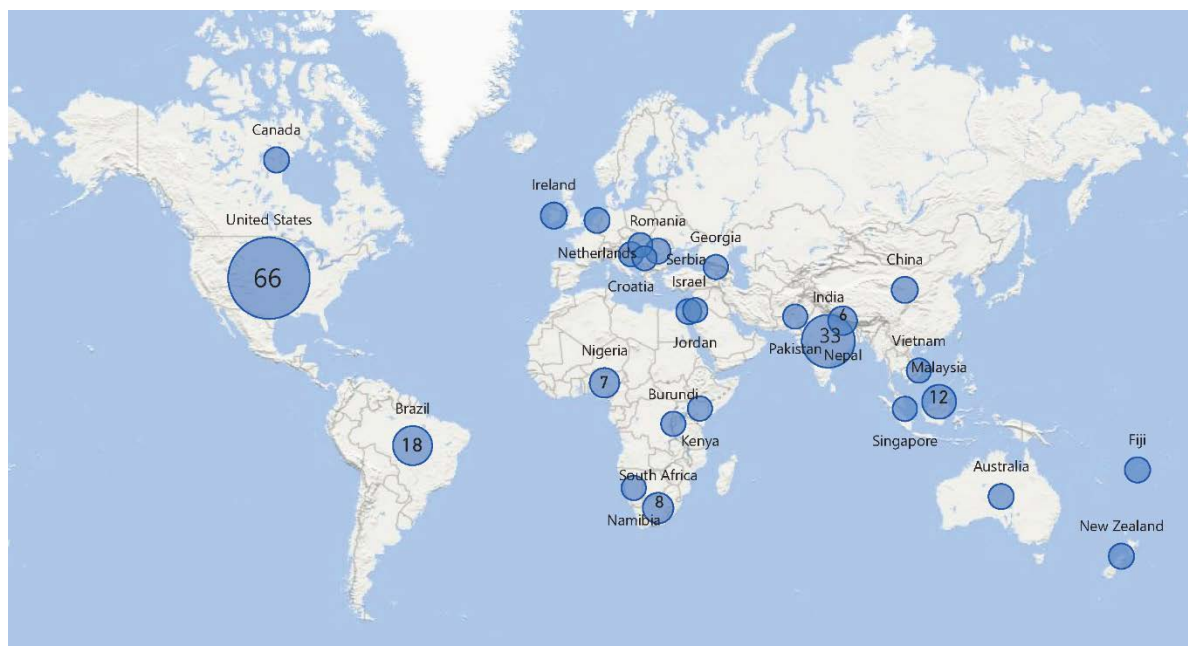 Canada
Ireland
United States
Romania
Georgia
Netherlands
Serbia
China
66
Croatia
Israel
India
6
33
Jordan
Vietnam
Pakistan
Nepal
Nigeria
Malaysia
7
Burundi
12
Brazil
18
Kenya
Singapore
Fiji
South Africa
Australia
8
Namibia
New Zealand